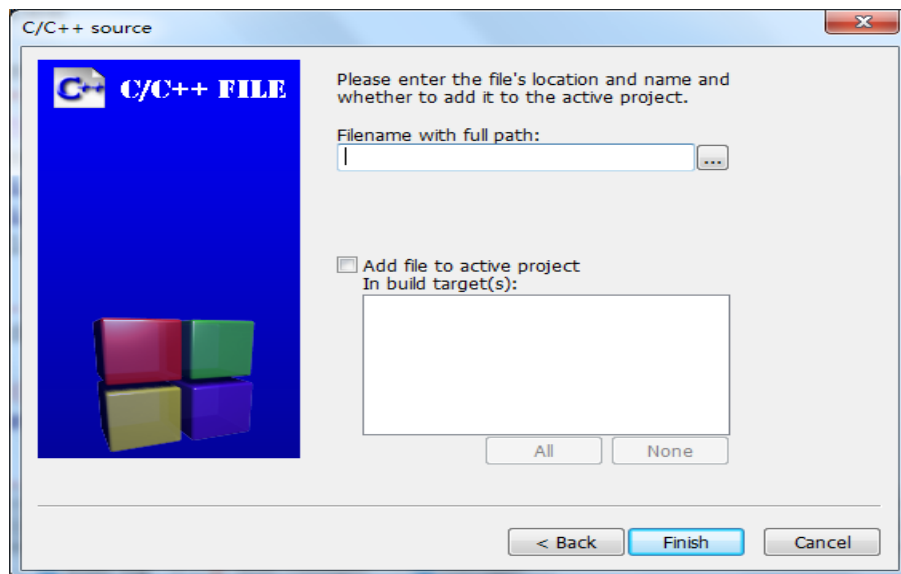 C/C++ source
C++ C/C++ FILE
Please enter the file's location and name and
whether to add it to the active project.
Filename with full path:
...
Add file to active project
In build target(s):
All None
< Back Finish Cancel